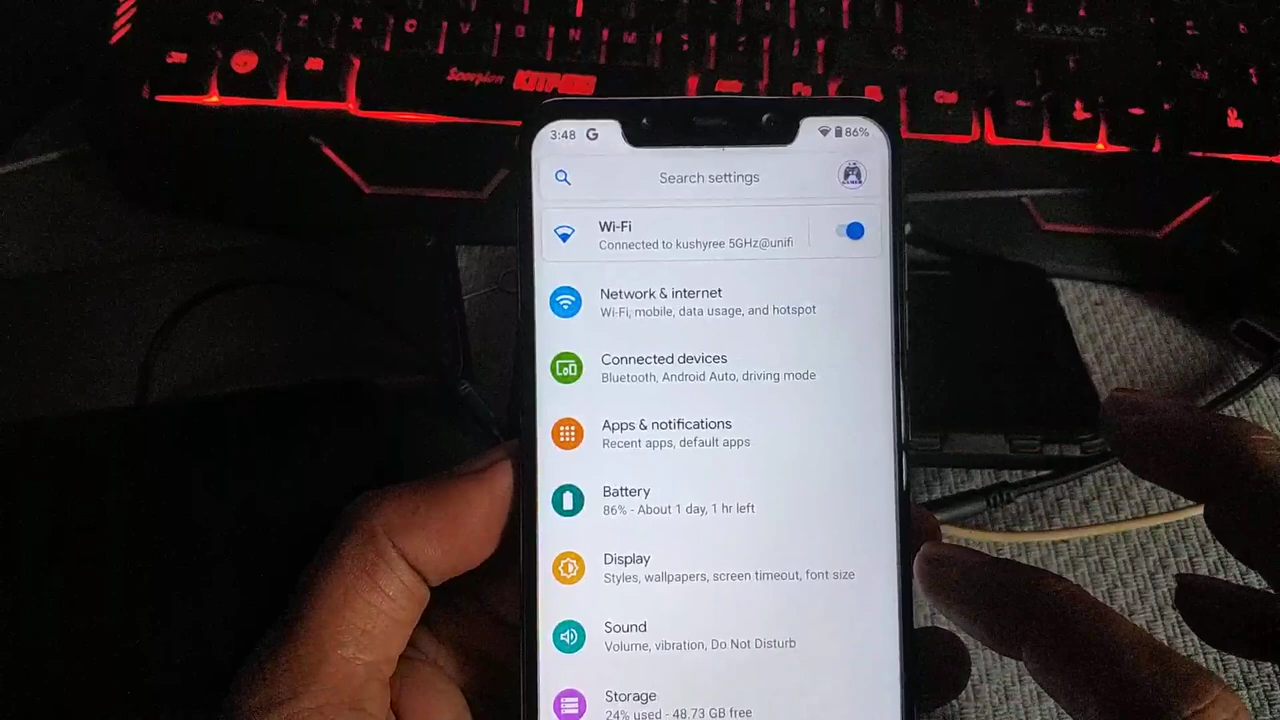 Z X C V B N M
Scorpion
3:48 G 86%
Search settings
Wi-Fi
Connected to kushyree 5GHz@unifi
Network & internet
Wi-Fi, mobile, data usage, and hotspot
Connected devices
Bluetooth, Android Auto, driving mode
Apps & notifications
Recent apps, default apps
Battery
86% - About 1 day, 1 hr left
Display
Styles, wallpapers, screen timeout, font size
Sound
Volume, vibration, Do Not Disturb
Storage
24% used - 48.73 GB free